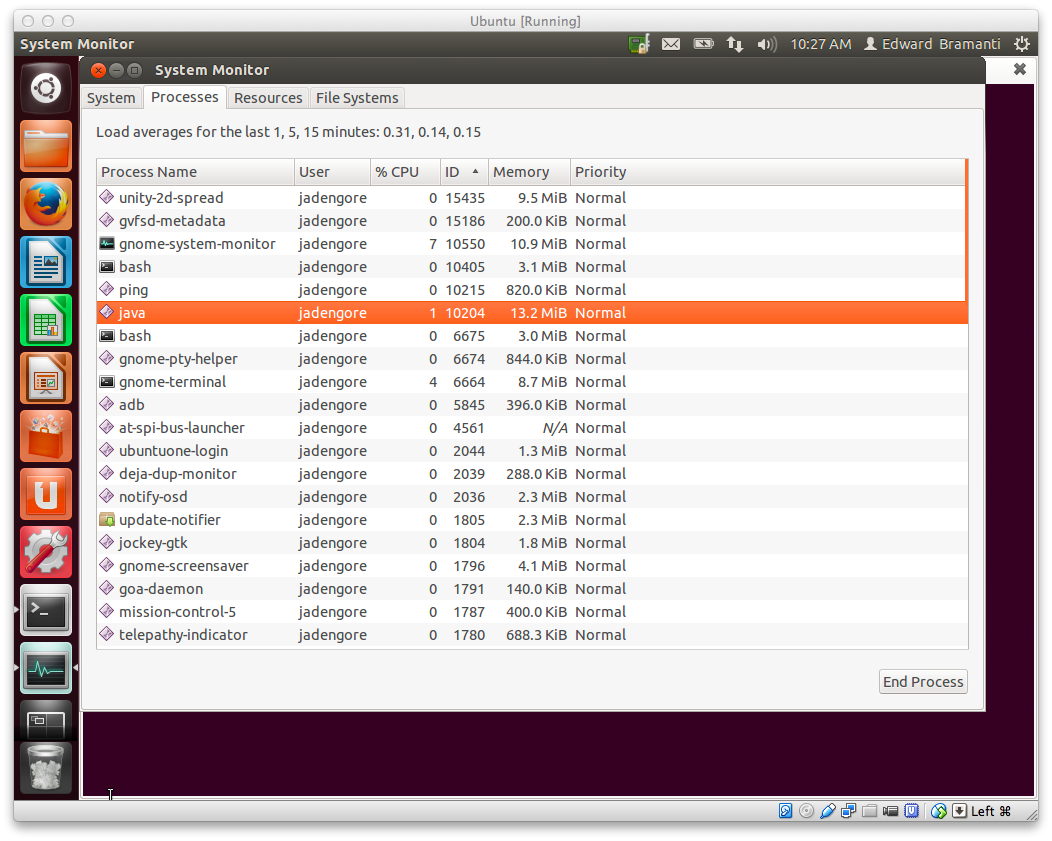 Ubuntu [Running]
System Monitor 10:27 AM Edward Bramanti
System Monitor
System Processes Resources File Systems
Load averages for the last 1, 5, 15 minutes: 0.31, 0.14, 0.15
Process Name User % CPU ID Memory Priority
unity-2d-spread jadengore 0 15435 9.5 MiB Normal
gvfsd-metadata jadengore 0 15186 200.0 KiB Normal
gnome-system-monitor jadengore 7 10550 10.9 MiB Normal
bash jadengore 0 10405 3.1 MiB Normal
ping jadengore 0 10215 820.0 KiB Normal
java jadengore 1 10204 13.2 MiB Normal
bash jadengore 0 6675 3.0 MiB Normal
gnome-pty-helper jadengore 0 6674 844.0 KiB Normal
gnome-terminal jadengore 4 6664 8.7 MiB Normal
adb jadengore 0 5845 396.0 KiB Normal
at-spi-bus-launcher jadengore 0 4561 N/A Normal
ubuntuone-login jadengore 0 2044 1.3 MiB Normal
deja-dup-monitor jadengore 0 2039 288.0 KiB Normal
notify-osd jadengore 0 2036 2.3 MiB Normal
update-notifier jadengore 0 1805 2.3 MiB Normal
jockey-gtk jadengore 0 1804 1.8 MiB Normal
gnome-screensaver jadengore 0 1796 4.1 MiB Normal
goa-daemon jadengore 0 1791 140.0 KiB Normal
mission-control-5 jadengore 0 1787 400.0 KiB Normal
telepathy-indicator jadengore 0 1780 688.3 KiB Normal
End Process
Left ⌘